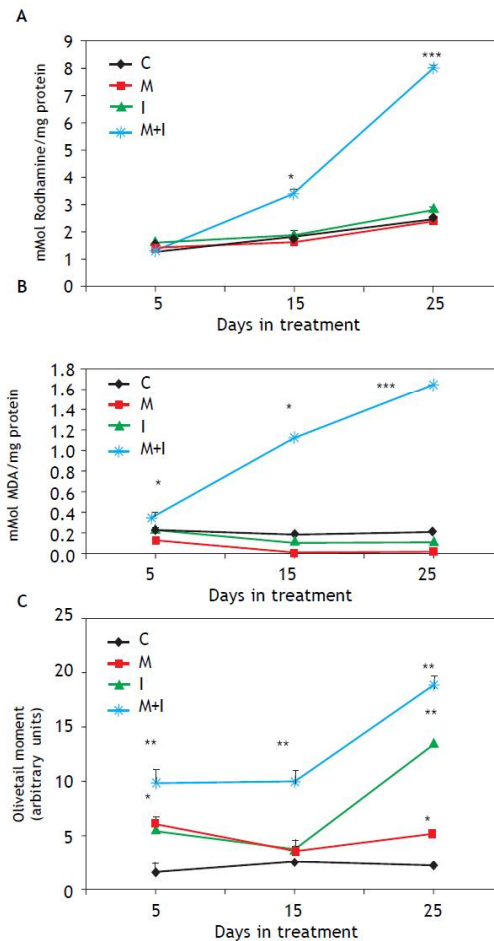 A
9
8
7
6
5
4
3
2
1
0
mMol Rodhamine/mg protein
C
M
I
M+I
*
***
5
15
25
Days in treatment
B
1.8
1.6
1.4
1.2
1.0
0.8
0.6
0.4
0.2
0.0
mMol MDA/mg protein
C
M
I
M+I
*
*
***
5
15
25
Days in treatment
C
25
20
15
10
5
0
Olivetail moment
(arbitrary units)
C
M
I
M+I
**
*
**
**
**
*
5
15
25
Days in treatment